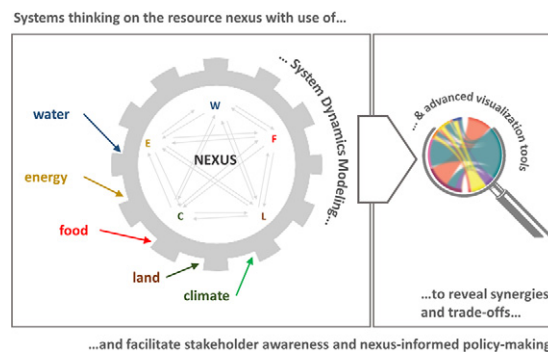 Systems thinking on the resource nexus with use of...
... System Dynamics Modeling...
... & advanced visualization tools
water
energy
food
land
climate
W
E
F
NEXUS
C
L
...to reveal synergies
and trade-offs...
...and facilitate stakeholder awareness and nexus-informed policy-making